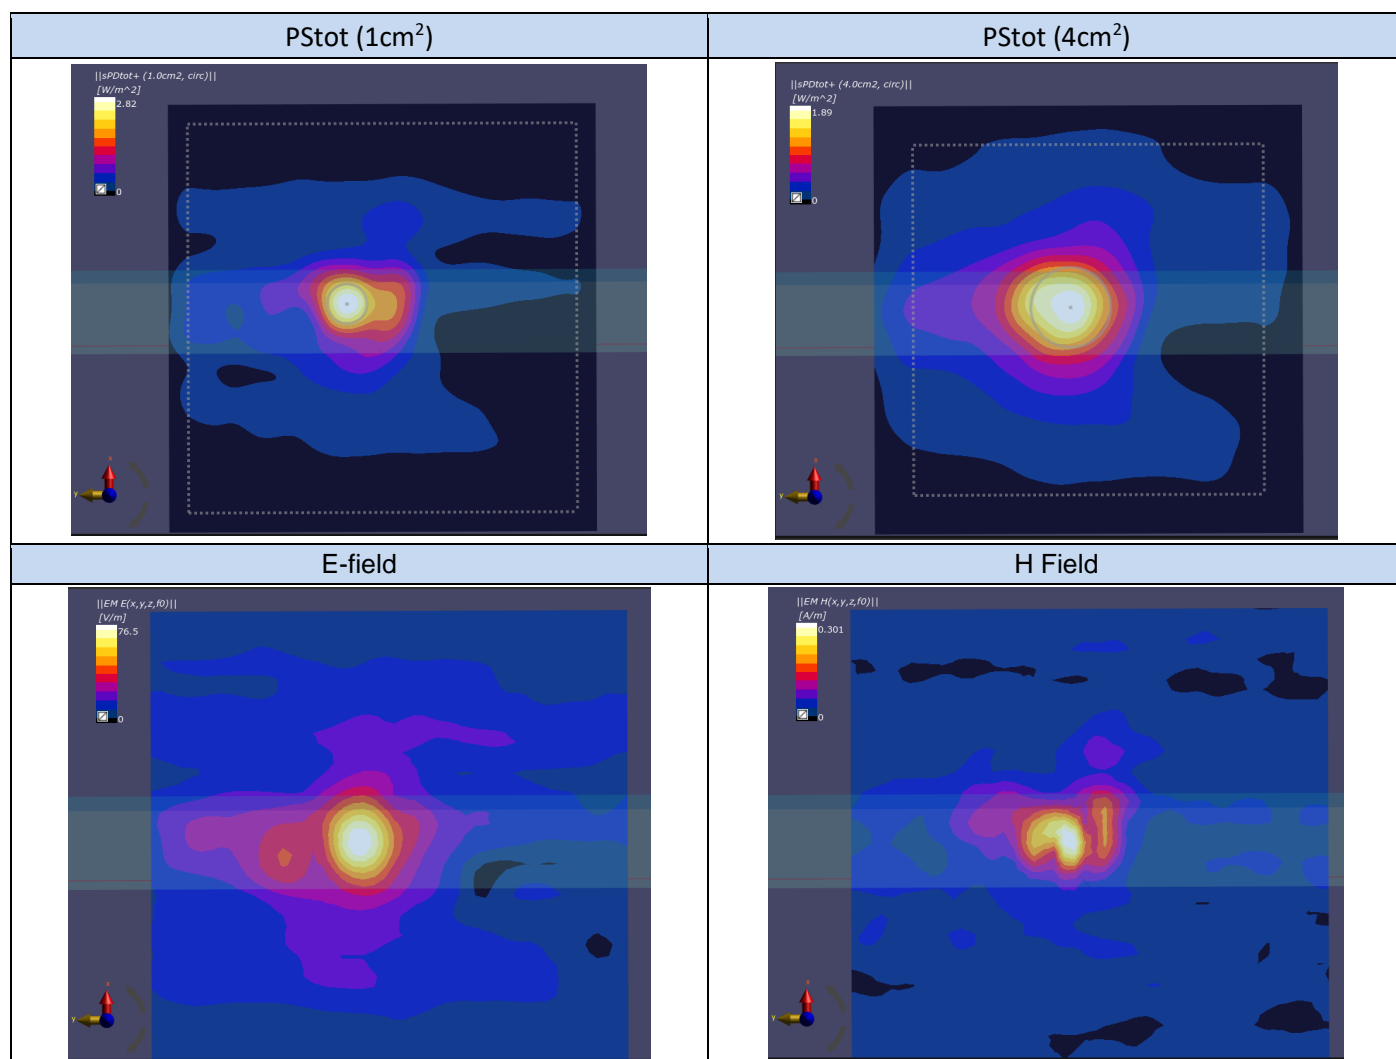 PStot (1cm²)
PStot (4cm²)
||sPDtot+ (1.0cm2, circ)||
[W/m^2]
2.82
0
x
y
||sPDtot+ (4.0cm2, circ)||
[W/m^2]
1.89
0
x
y
E-field
H Field
||EM E(x,y,z,f0)||
[V/m]
76.5
0
x
y
||EM H(x,y,z,f0)||
[A/m]
0.301
0
x
y